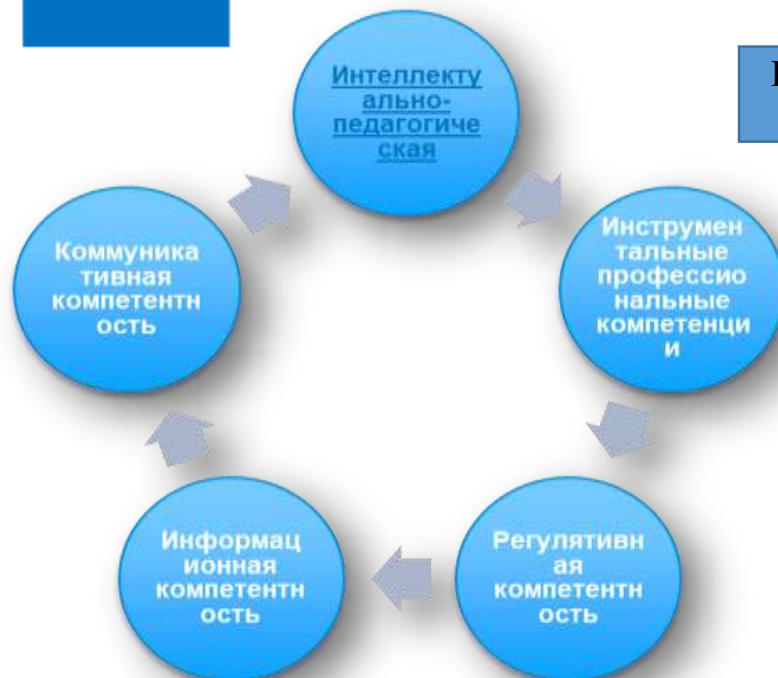 Интеллекту
ально-
педагогиче
ская
Инструмен
тальные
профессио
нальные
компетенци
и
Регулятивн
ая
компетентн
ость
Информац
ионная
компетентн
ость
Коммуника
тивная
компетентн
ость